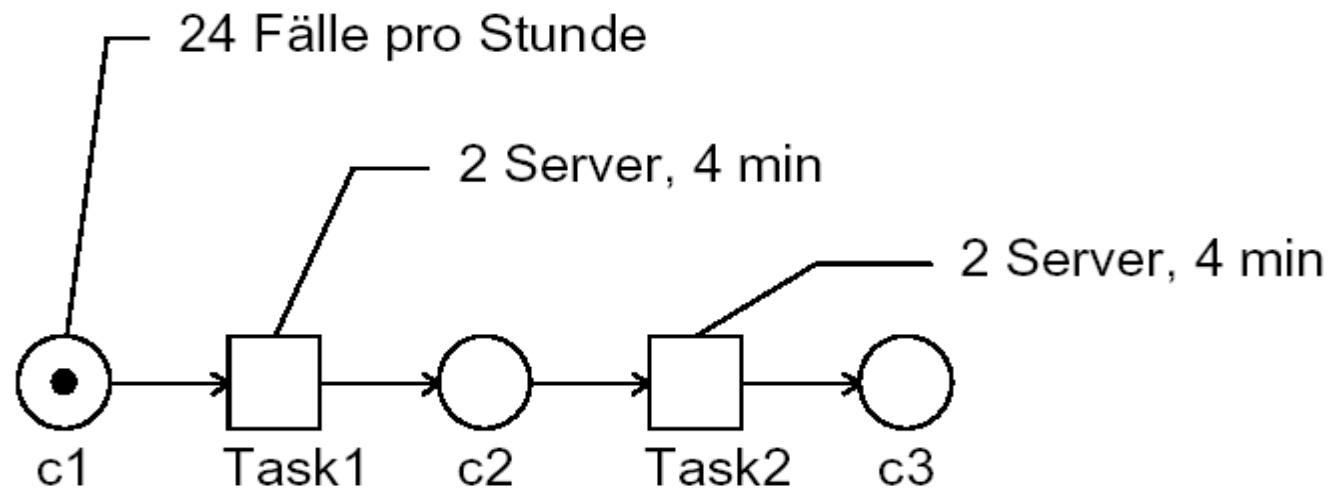 24 Fälle pro Stunde
2 Server, 4 min
2 Server, 4 min
c1 Task1 c2 Task2 c3